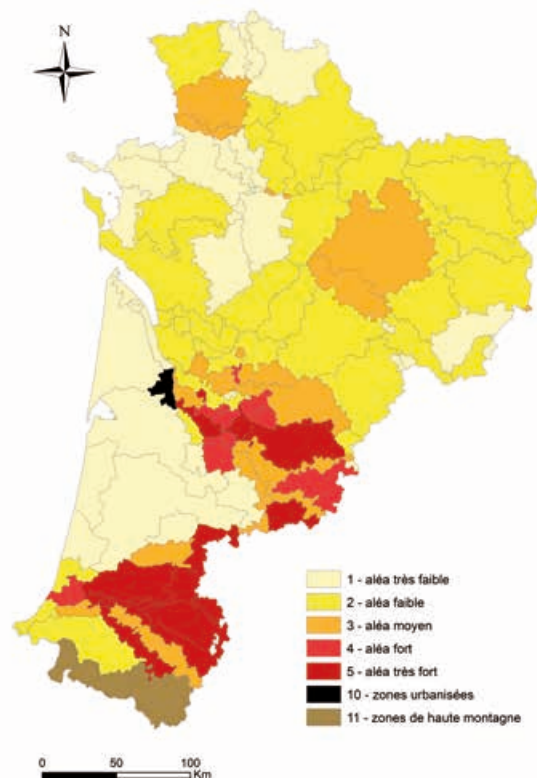 N
1 - aléa très faible
2 - aléa faible
3 - aléa moyen
4 - aléa fort
5 - aléa très fort
10 - zones urbanisées
11 - zones de haute montagne
0 50 100
Km